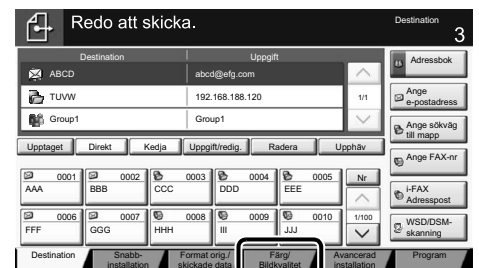 Redo att skicka.
Destination
3
Destination Uppgift
ABCD abcd@efg.com
TUVW 192.168.188.120
Group1 Group1
1/1
Upptaget Direkt Kedja Uppgift/redig. Radera Upphäv
0001 0002 0003 0004 0005 Nr
AAA BBB CCC DDD EEE
0006 0007 0008 0009 0010 1/100
FFF GGG HHH III JJJ
Adressbok
Ange
e-postadress
Ange sökväg
till mapp
Ange FAX-nr
i-FAX
Adresspost
WSD/DSM-
skanning
Destination
Snabb-
installation
Format orig./
skickade data
Färg/
Bildkvalitet
Avancerad
installation
Program